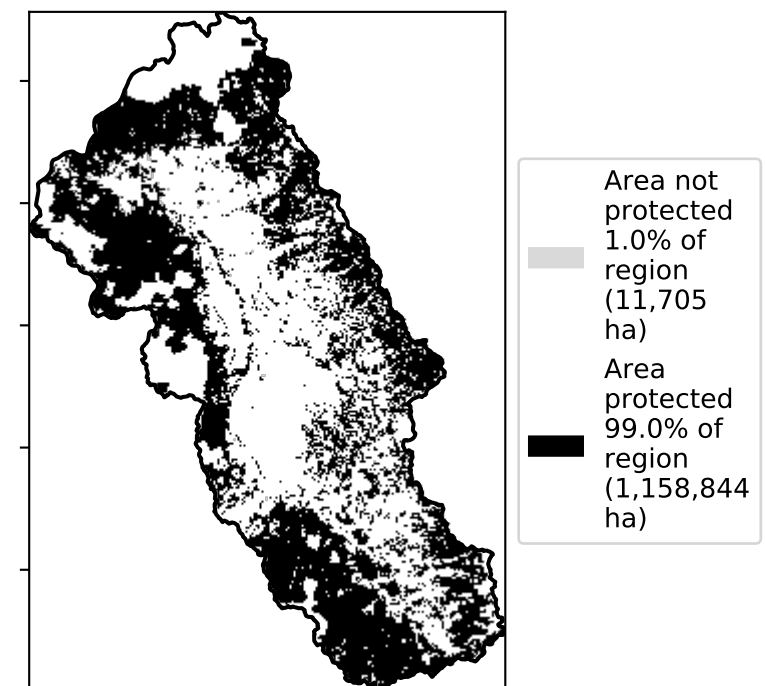 Area not
protected
1.0% of
region
(11,705
ha)
Area
protected
99.0% of
region
(1,158,844
ha)